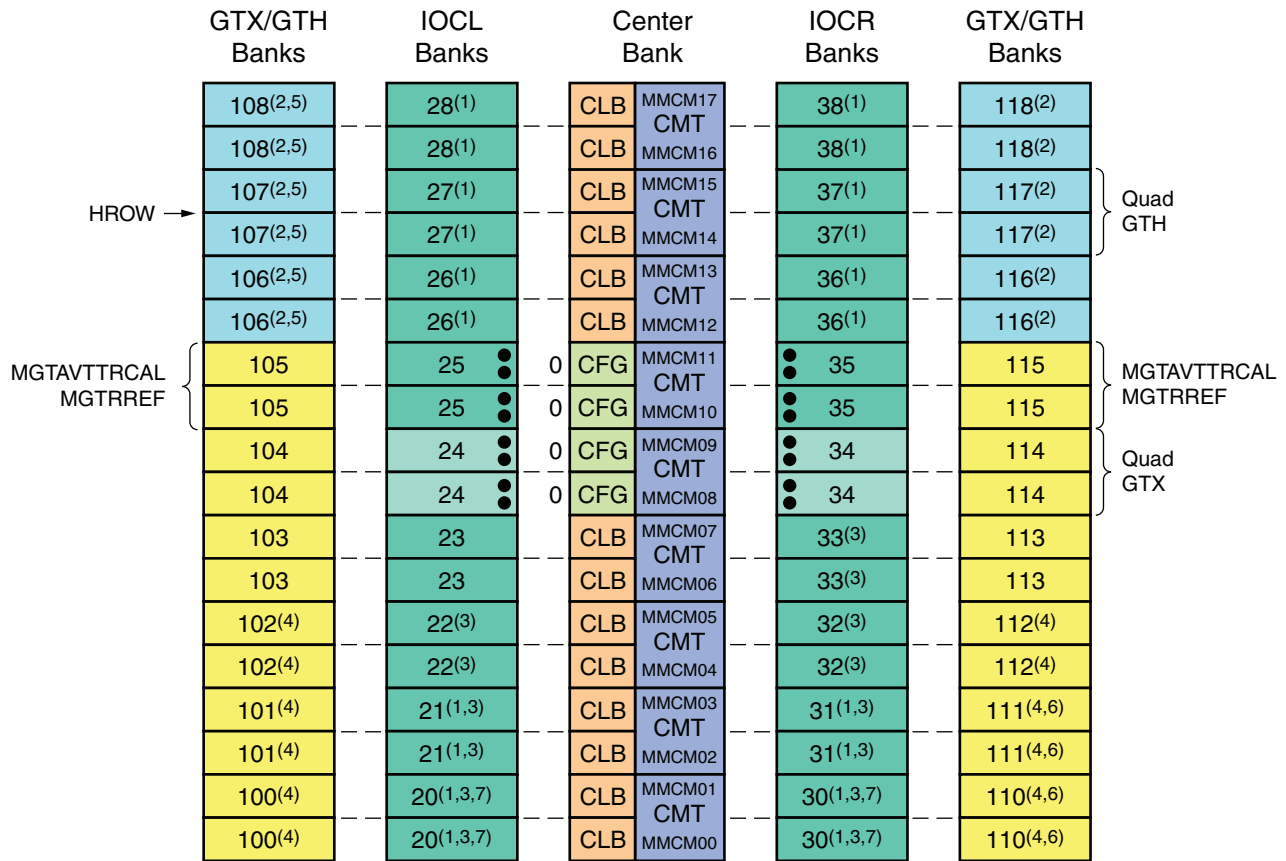 GTX/GTH Banks IOCL Banks Center Bank IOCR Banks GTX/GTH Banks
108(2,5) 28(1) CLB MMCM17 38(1) 118(2)
CMT
108(2,5) 28(1) CLB MMCM16 38(1) 118(2)
107(2,5) 27(1) CLB MMCM15 37(1) 117(2)
HROW CMT Quad GTH
107(2,5) 27(1) CLB MMCM14 37(1) 117(2)
106(2,5) 26(1) CLB MMCM13 36(1) 116(2)
CMT
106(2,5) 26(1) CLB MMCM12 36(1) 116(2)
105 25 0 CFG MMCM11 35 115
MGTAVTTRCAL MGTRREF CMT MGTAVTTRCAL MGTRREF
105 25 0 CFG MMCM10 35 115
104 24 0 CFG MMCM09 34 114
CMT Quad GTX
104 24 0 CFG MMCM08 34 114
103 23 CLB MMCM07 33(3) 113
CMT
103 23 CLB MMCM06 33(3) 113
102(4) 22(3) CLB MMCM05 32(3) 112(4)
CMT
102(4) 22(3) CLB MMCM04 32(3) 112(4)
101(4) 21(1,3) CLB MMCM03 31(1,3) 111(4,6)
CMT
101(4) 21(1,3) CLB MMCM02 31(1,3) 111(4,6)
100(4) 20(1,3,7) CLB MMCM01 30(1,3,7) 110(4,6)
CMT
100(4) 20(1,3,7) CLB MMCM00 30(1,3,7) 110(4,6)